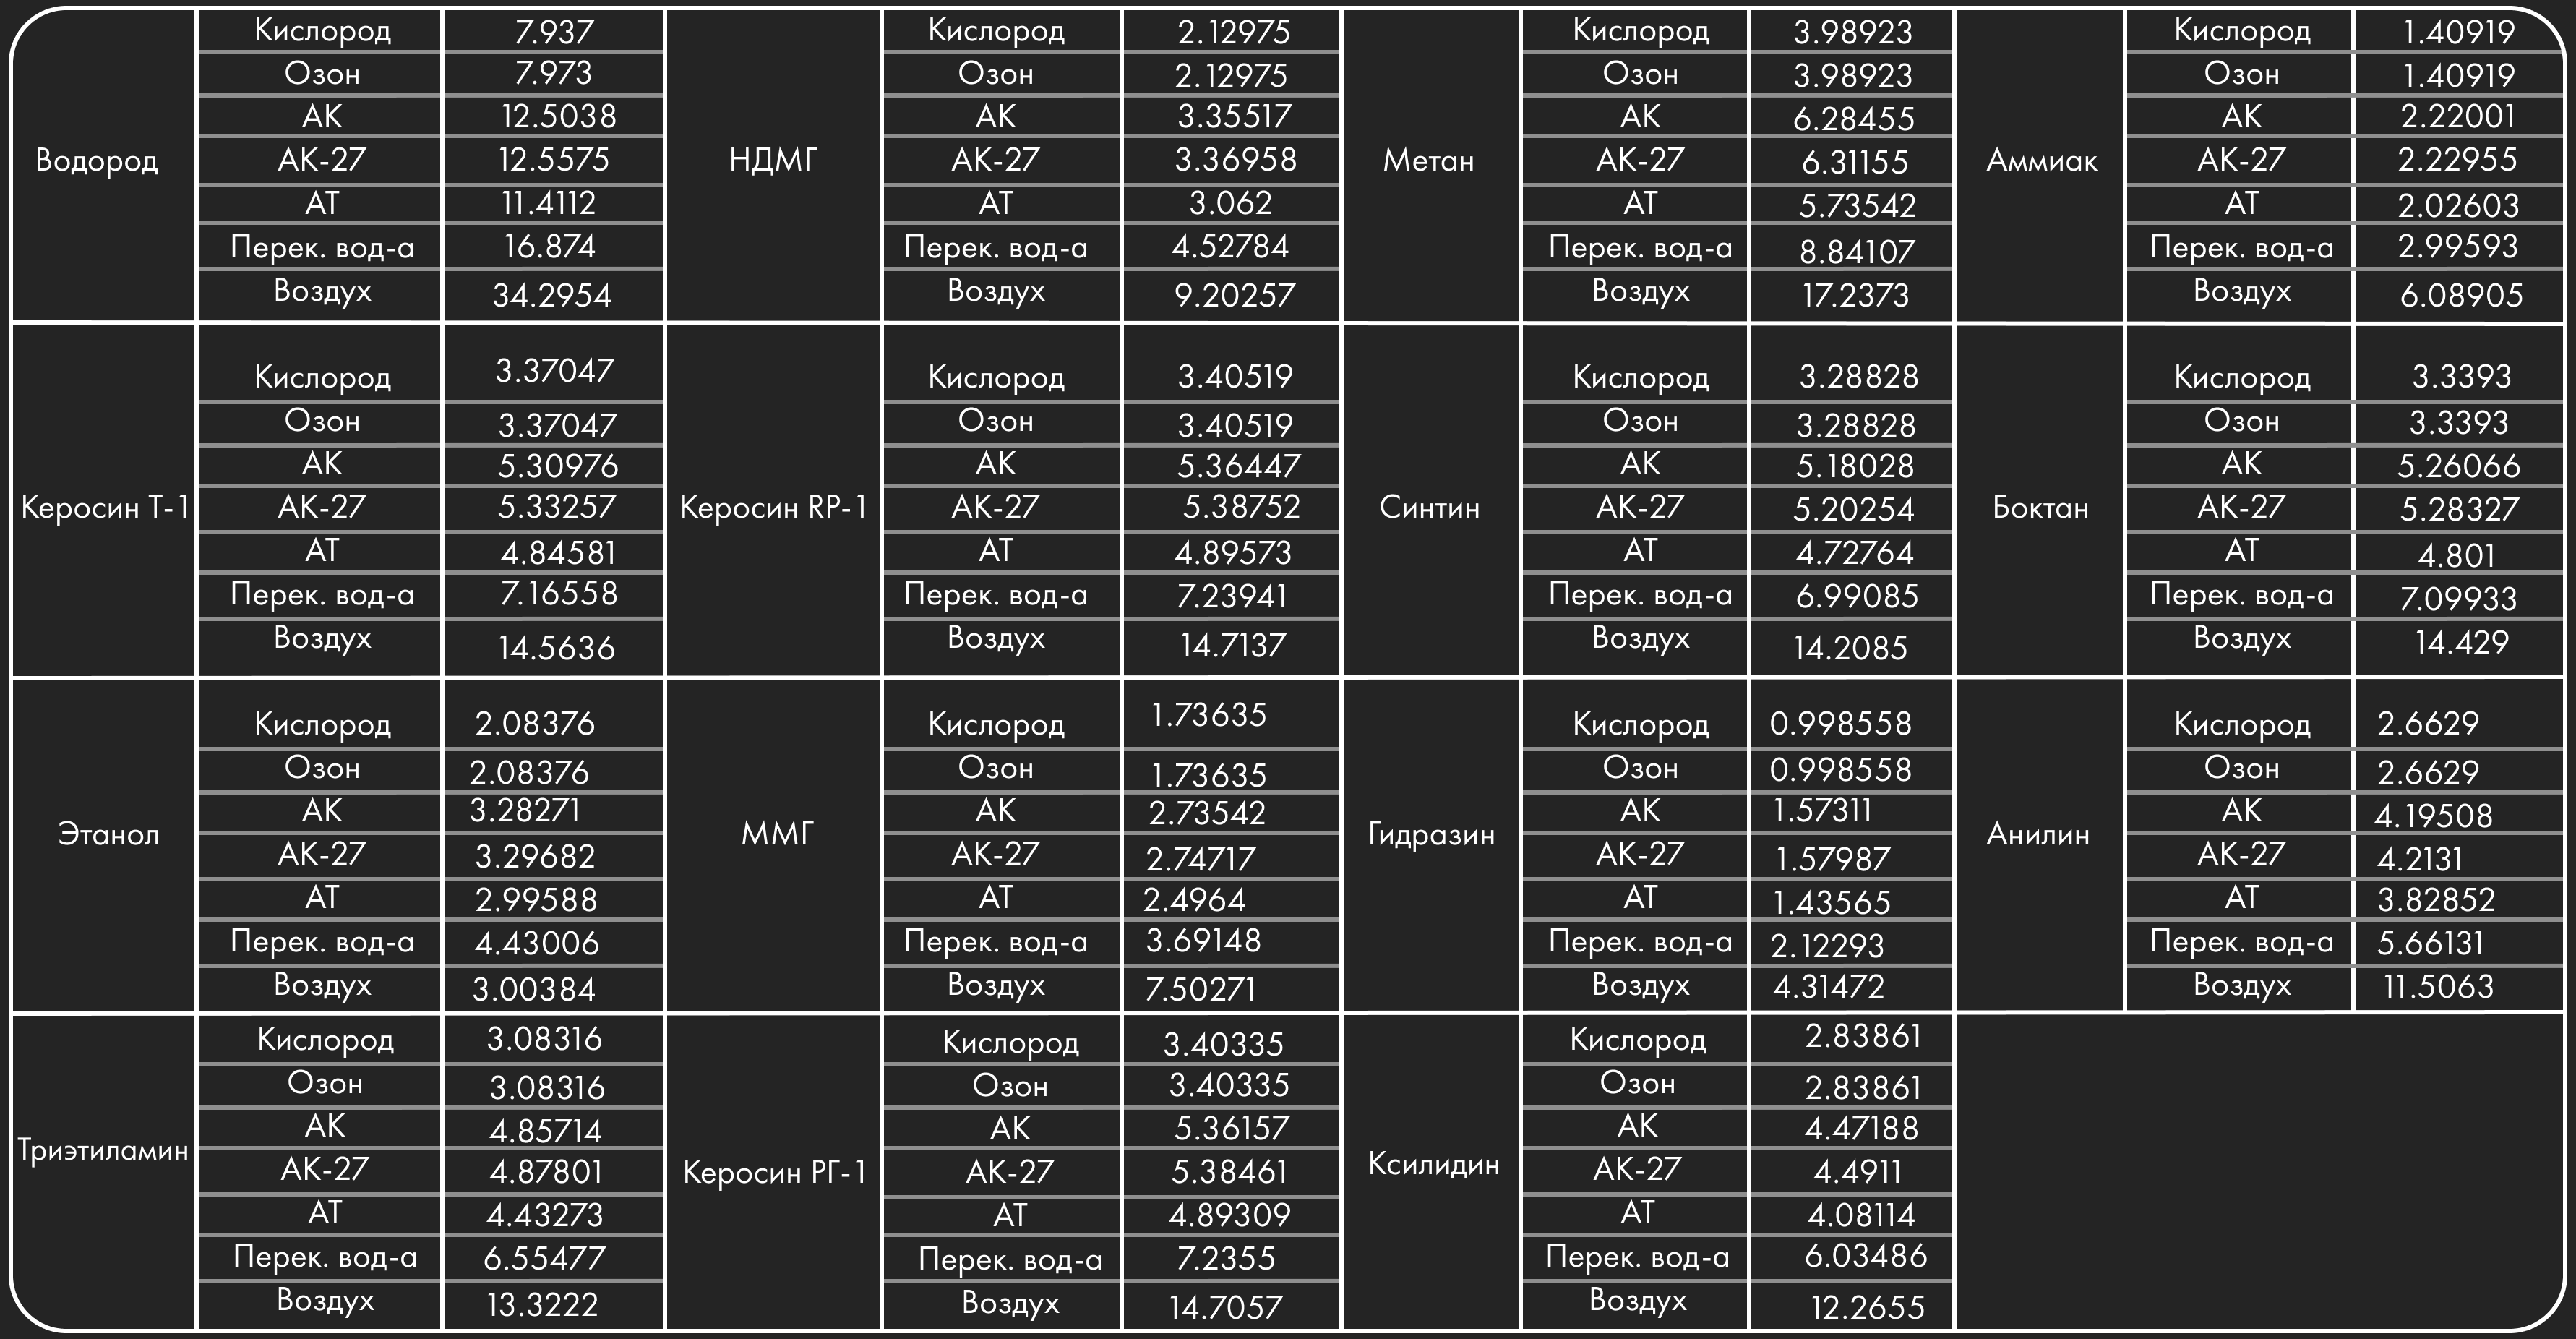 Водород
Кислород 7.937
Озон 7.973
АК 12.5038
АК-27 12.5575
АТ 11.4112
Перек. вод-а 16.874
Воздух 34.2954
НДМГ
Кислород 2.12975
Озон 2.12975
АК 3.35517
АК-27 3.36958
АТ 3.062
Перек. вод-а 4.52784
Воздух 9.20257
Метан
Кислород 3.98923
Озон 3.98923
АК 6.28455
АК-27 6.31155
АТ 5.73542
Перек. вод-а 8.84107
Воздух 17.2373
Аммиак
Кислород 1.40919
Озон 1.40919
АК 2.22001
АК-27 2.22955
АТ 2.02603
Перек. вод-а 2.99593
Воздух 6.08905
Керосин Т-1
Кислород 3.37047
Озон 3.37047
АК 5.30976
АК-27 5.33257
АТ 4.84581
Перек. вод-а 7.16558
Воздух 14.5636
Керосин RP-1
Кислород 3.40519
Озон 3.40519
АК 5.36447
АК-27 5.38752
АТ 4.89573
Перек. вод-а 7.23941
Воздух 14.7137
Синтин
Кислород 3.28828
Озон 3.28828
АК 5.18028
АК-27 5.20254
АТ 4.72764
Перек. вод-а 6.99085
Воздух 14.2085
Боктан
Кислород 3.3393
Озон 3.3393
АК 5.26066
АК-27 5.28327
АТ 4.801
Перек. вод-а 7.09933
Воздух 14.429
Этанол
Кислород 2.08376
Озон 2.08376
АК 3.28271
АК-27 3.29682
АТ 2.99588
Перек. вод-а 4.43006
Воздух 3.00384
ММГ
Кислород 1.73635
Озон 1.73635
АК 2.73542
АК-27 2.74717
АТ 2.4964
Перек. вод-а 3.69148
Воздух 7.50271
Гидразин
Кислород 0.998558
Озон 0.998558
АК 1.57311
АК-27 1.57987
АТ 1.43565
Перек. вод-а 2.12293
Воздух 4.31472
Анилин
Кислород 2.6629
Озон 2.6629
АК 4.19508
АК-27 4.2131
АТ 3.82852
Перек. вод-а 5.66131
Воздух 11.5063
Триэтиламин
Кислород 3.08316
Озон 3.08316
АК 4.85714
АК-27 4.87801
АТ 4.43273
Перек. вод-а 6.55477
Воздух 13.3222
Керосин РГ-1
Кислород 3.40335
Озон 3.40335
АК 5.36157
АК-27 5.38461
АТ 4.89309
Перек. вод-а 7.2355
Воздух 14.7057
Ксилидин
Кислород 2.83861
Озон 2.83861
АК 4.47188
АК-27 4.4911
АТ 4.08114
Перек. вод-а 6.03486
Воздух 12.2655